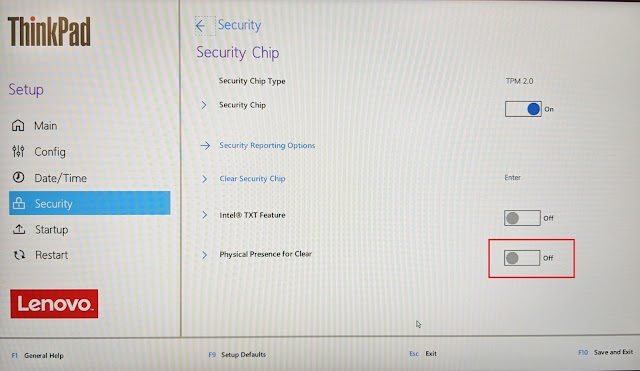 ThinkPad
Setup
Main
Config
Date/Time
Security
Startup
Restart
Lenovo.
Security
Security Chip
Security Chip Type TPM 2.0
Security Chip On
Security Reporting Options
Clear Security Chip Enter
Intel® TXT Feature Off
Physical Presence for Clear Off
F1 General Help F9 Setup Defaults Esc Exit F10 Save and Exit